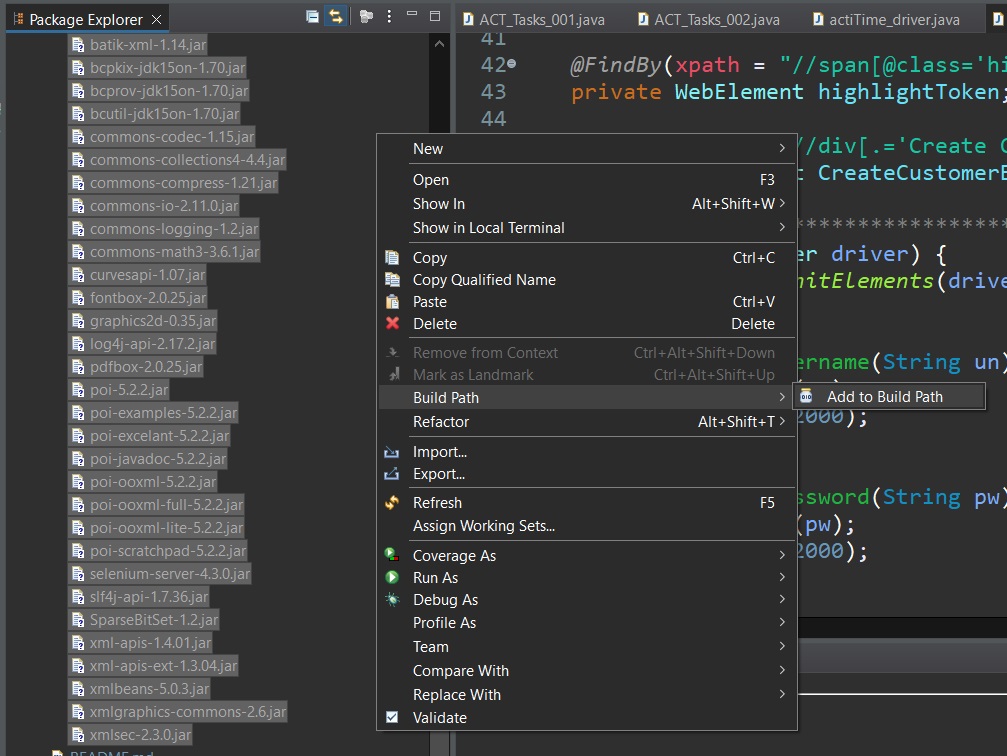 Package Explorer
batik-xml-1.14.jar
bcpkix-jdk15on-1.70.jar
bcprov-jdk15on-1.70.jar
bcutil-jdk15on-1.70.jar
commons-codec-1.15.jar
commons-collections4-4.4.jar
commons-compress-1.21.jar
commons-io-2.11.0.jar
commons-logging-1.2.jar
commons-math3-3.6.1.jar
curvesapi-1.07.jar
fontbox-2.0.25.jar
graphics2d-0.35.jar
log4j-api-2.17.2.jar
pdfbox-2.0.25.jar
poi-5.2.2.jar
poi-examples-5.2.2.jar
poi-excelant-5.2.2.jar
poi-javadoc-5.2.2.jar
poi-ooxml-5.2.2.jar
poi-ooxml-full-5.2.2.jar
poi-ooxml-lite-5.2.2.jar
poi-scratchpad-5.2.2.jar
selenium-server-4.3.0.jar
slf4j-api-1.7.36.jar
SparseBitSet-1.2.jar
xml-apis-1.4.01.jar
xml-apis-ext-1.3.04.jar
xmlbeans-5.0.3.jar
xmlgraphics-commons-2.6.jar
xmlsec-2.3.0.jar
README.md
ACT_Tasks_001.java ACT_Tasks_002.java actiTime_driver.java
41
42 @FindBy(xpath = "//span[@class='hi
43 private WebElement highlightToken;
44
//div[.='Create C
t CreateCustomerB
********************
er driver) {
nitElements(drive
ername(String un)
2000);
ssword(String pw)
(pw);
2000);
New
Open F3
Show In Alt+Shift+W
Show in Local Terminal
Copy Ctrl+C
Copy Qualified Name
Paste Ctrl+V
Delete Delete
Remove from Context Ctrl+Alt+Shift+Down
Mark as Landmark Ctrl+Alt+Shift+Up
Build Path
Refactor Alt+Shift+T
Import...
Export...
Refresh F5
Assign Working Sets...
Coverage As
Run As
Debug As
Profile As
Team
Compare With
Replace With
Validate
Add to Build Path